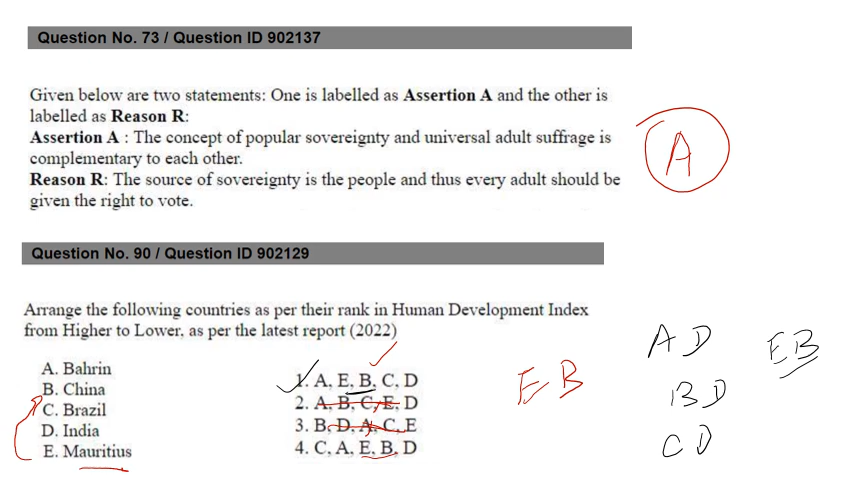 Question No. 73 / Question ID 902137
Given below are two statements: One is labelled as Assertion A and the other is
labelled as Reason R:
Assertion A : The concept of popular sovereignty and universal adult suffrage is
complementary to each other.
Reason R: The source of sovereignty is the people and thus every adult should be
given the right to vote.
A
Question No. 90 / Question ID 902129
Arrange the following countries as per their rank in Human Development Index
from Higher to Lower, as per the latest report (2022)
A. Bahrin
B. China
C. Brazil
D. India
E. Mauritius
1. A, E, B, C, D
2. A, B, C, E, D
3. B, D, A, C, E
4. C, A, E, B, D
E B
A D
B D
C D
E B